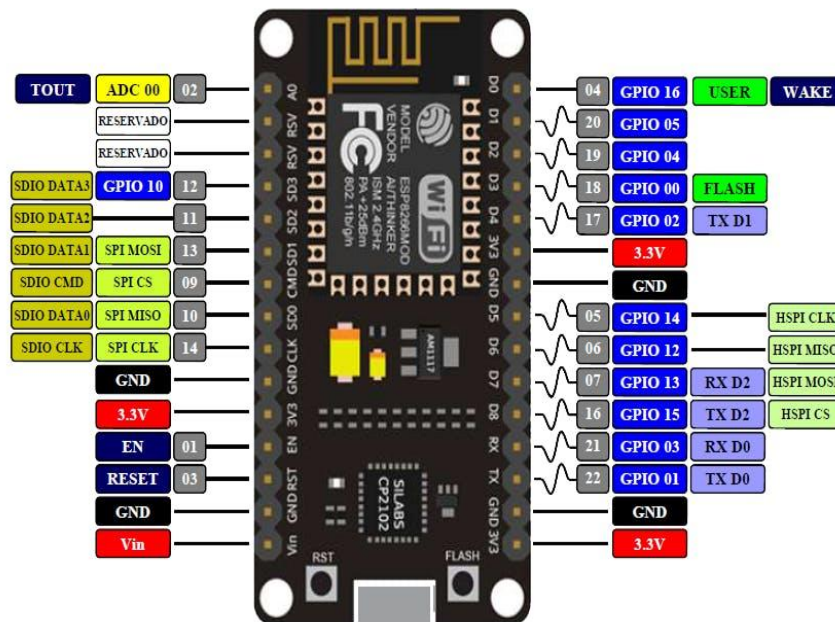 TOUT ADC 00 02 A0 D0 04 GPIO 16 USER WAKE
RESERVADO RSV D1 20 GPIO 05
RESERVADO RSV D2 19 GPIO 04
SDIO DATA3 GPIO 10 12 SD3 D3 18 GPIO 00 FLASH
SDIO DATA2 11 SD2 D4 17 GPIO 02 TX D1
SDIO DATA1 SPI MOSI 13 SD1 3V3 3.3V
SDIO CMD SPI CS 09 CMD GND GND
SDIO DATA0 SPI MISO 10 SD0 D5 05 GPIO 14 HSPI CLK
SDIO CLK SPI CLK 14 CLK D6 06 GPIO 12 HSPI MISO
GND GND D7 07 GPIO 13 RX D2 HSPI MOSI
3.3V 3V3 D8 16 GPIO 15 TX D2 HSPI CS
EN 01 EN RX 21 GPIO 03 RX D0
RESET 03 RST TX 22 GPIO 01 TX D0
GND GND GND GND
Vin Vin 3V3 3.3V
MODEL ESP8266MOD
VENDOR AI/THINKER
ISM 2.4GHz
PA +25dBm
802.11b/g/n
FC
WiFi
AM1117
SILABS
CP2102
RST
FLASH